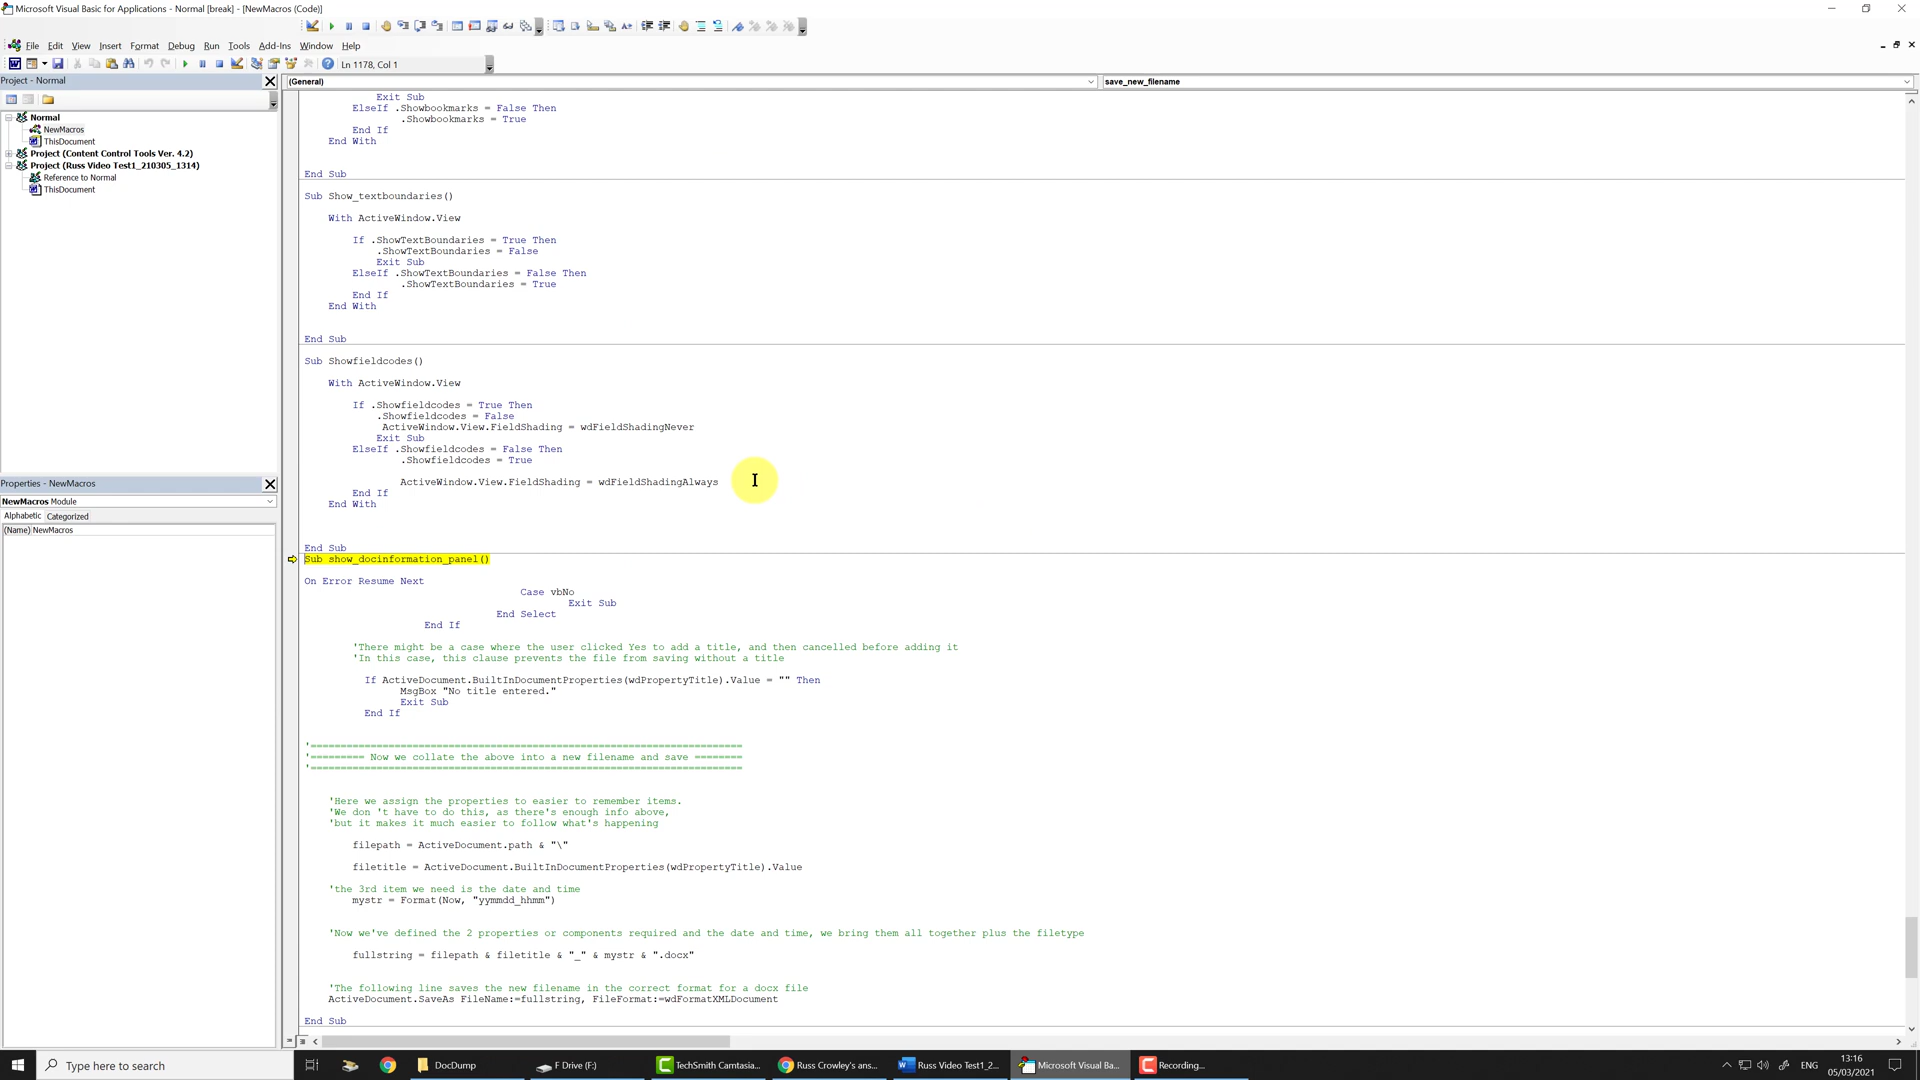 Microsoft Visual Basic for Applications - Normal [break] - [NewMacros (Code)]
File Edit View Insert Format Debug Run Tools Add-Ins Window Help
Ln 1178, Col 1
Project - Normal
Normal
NewMacros
ThisDocument
Project (Content Control Tools Ver. 4.2)
Project (Russ Video Test1_210305_1314)
Reference to Normal
ThisDocument
Properties - NewMacros
NewMacros Module
Alphabetic Categorized
(Name) NewMacros
(General) save_new_filename
Exit Sub
ElseIf .Showbookmarks = False Then
.Showbookmarks = True
End If
End With
End Sub
Sub Show_textboundaries()
With ActiveWindow.View
If .ShowTextBoundaries = True Then
.ShowTextBoundaries = False
Exit Sub
ElseIf .ShowTextBoundaries = False Then
.ShowTextBoundaries = True
End If
End With
End Sub
Sub Showfieldcodes()
With ActiveWindow.View
If .Showfieldcodes = True Then
.Showfieldcodes = False
ActiveWindow.View.FieldShading = wdFieldShadingNever
Exit Sub
ElseIf .Showfieldcodes = False Then
.Showfieldcodes = True
ActiveWindow.View.FieldShading = wdFieldShadingAlways
End If
End With
End Sub
Sub show_docinformation_panel()
On Error Resume Next
Case vbNo
Exit Sub
End Select
End If
'There might be a case where the user clicked Yes to add a title, and then cancelled before adding it
'In this case, this clause prevents the file from saving without a title
If ActiveDocument.BuiltInDocumentProperties(wdPropertyTitle).Value = "" Then
MsgBox "No title entered."
Exit Sub
End If
'========================================================================
'========= Now we collate the above into a new filename and save ========
'========================================================================
'Here we assign the properties to easier to remember items.
'We don 't have to do this, as there's enough info above,
'but it makes it much easier to follow what's happening
filepath = ActiveDocument.path & "\"
filetitle = ActiveDocument.BuiltInDocumentProperties(wdPropertyTitle).Value
'the 3rd item we need is the date and time
mystr = Format(Now, "yymmdd_hhmm")
'Now we've defined the 2 properties or components required and the date and time, we bring them all together plus the filetype
fullstring = filepath & filetitle & "_" & mystr & ".docx"
'The following line saves the new filename in the correct format for a docx file
ActiveDocument.SaveAs FileName:=fullstring, FileFormat:=wdFormatXMLDocument
End Sub
Type here to search
DocDump
F Drive (F:)
TechSmith Camtasia...
Russ Crowley's ans...
Russ Video Test1_2...
Microsoft Visual Ba...
Recording...
ENG
13:16
05/03/2021